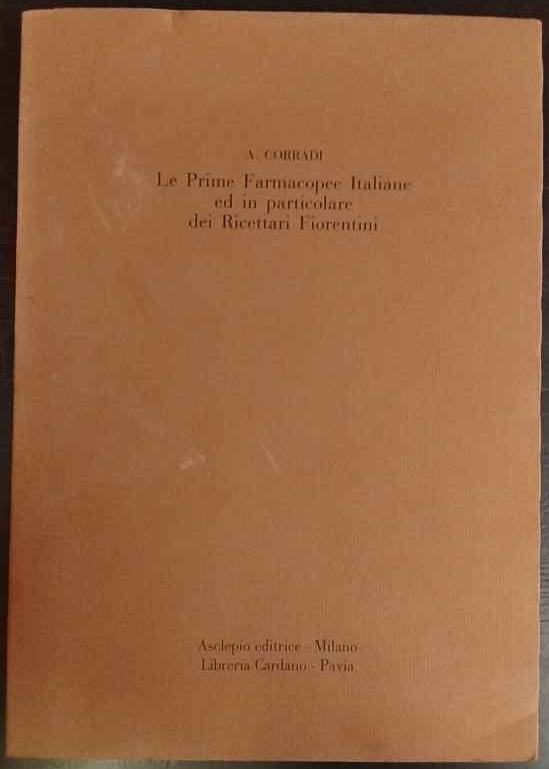 A. CORRADI
Le Prime Farmacopee Italiane
ed in particolare
dei Ricettari Fiorentini
Asclepio editrice - Milano
Libreria Cardano - Pavia